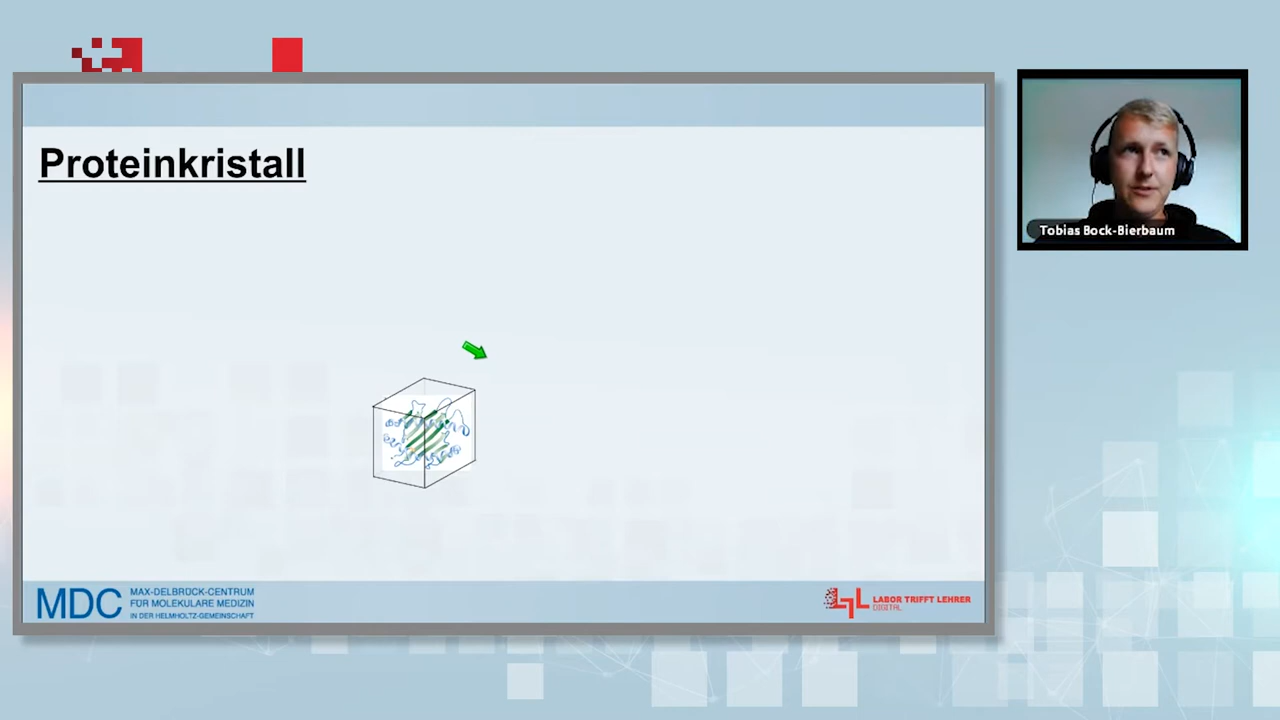 Proteinkristall
Tobias Bock-Bierbaum
MDC
MAX-DELBRÜCK-CENTRUM
FÜR MOLEKULARE MEDIZIN
IN DER HELMHOLTZ-GEMEINSCHAFT
LTL
LABOR TRIFFT LEHRER
DIGITAL